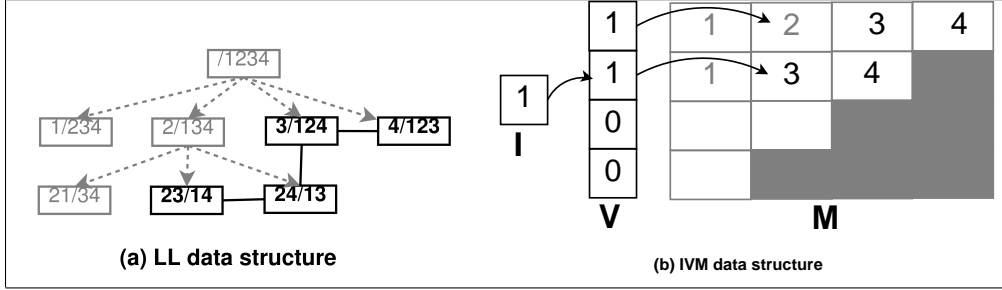 /1234
1/234 2/134 3/124 4/123
21/34 23/14 24/13
(a) LL data structure
1
I
1
1
0
0
V
1 2 3 4
1 3 4
M
(b) IVM data structure